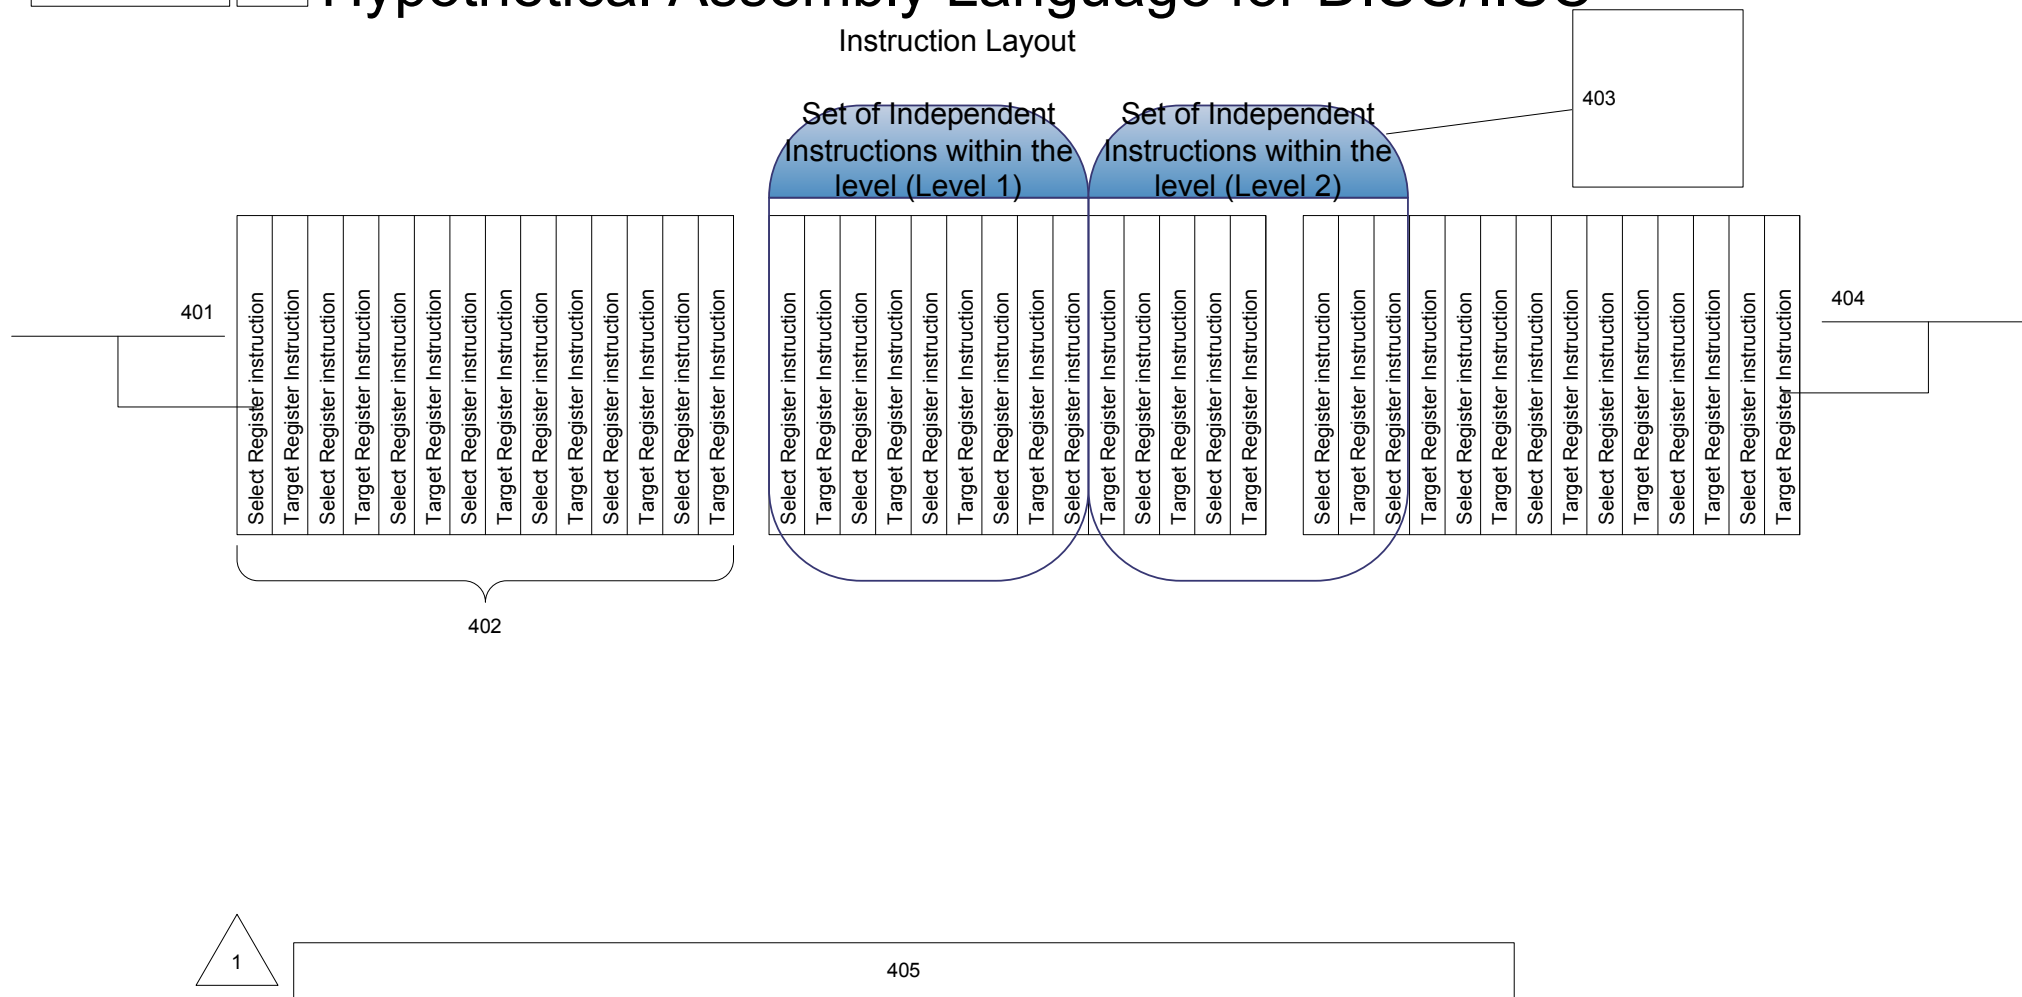 Hypothetical Assembly Language for
Instruction Layout
Set of Independent
Instructions within the
level (Level 1)
Set of Independent
Instructions within the
level (Level 2)
403
401
404
Select Register instruction
Target Register Instruction
Select Register instruction
Target Register Instruction
Select Register instruction
Target Register Instruction
Select Register instruction
Target Register Instruction
Select Register instruction
Target Register Instruction
Select Register instruction
Target Register Instruction
Select Register instruction
Target Register Instruction
Select Register instruction
Target Register Instruction
Select Register instruction
Target Register Instruction
Select Register instruction
Target Register Instruction
Select Register instruction
Target Register Instruction
Select Register instruction
Target Register Instruction
Select Register instruction
Target Register Instruction
Select Register instruction
Target Register Instruction
Select Register instruction
Target Register Instruction
Select Register instruction
Target Register Instruction
Select Register instruction
Target Register Instruction
Select Register instruction
Target Register Instruction
Select Register instruction
Target Register Instruction
Select Register instruction
Target Register Instruction
Select Register instruction
Target Register Instruction
402
1
405